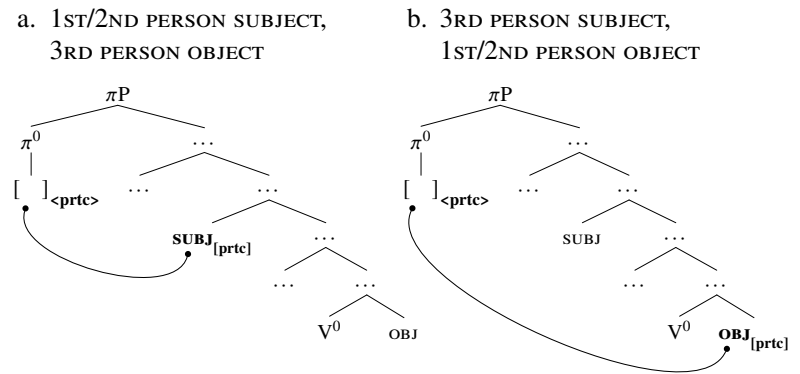 a. 1ST/2ND PERSON SUBJECT,
3RD PERSON OBJECT
πP
π⁰
...
[ ]<prtc>
...
...
SUBJ[prtc]
...
...
...
V⁰
OBJ
b. 3RD PERSON SUBJECT,
1ST/2ND PERSON OBJECT
πP
π⁰
...
[ ]<prtc>
...
...
SUBJ
...
...
...
V⁰
OBJ[prtc]